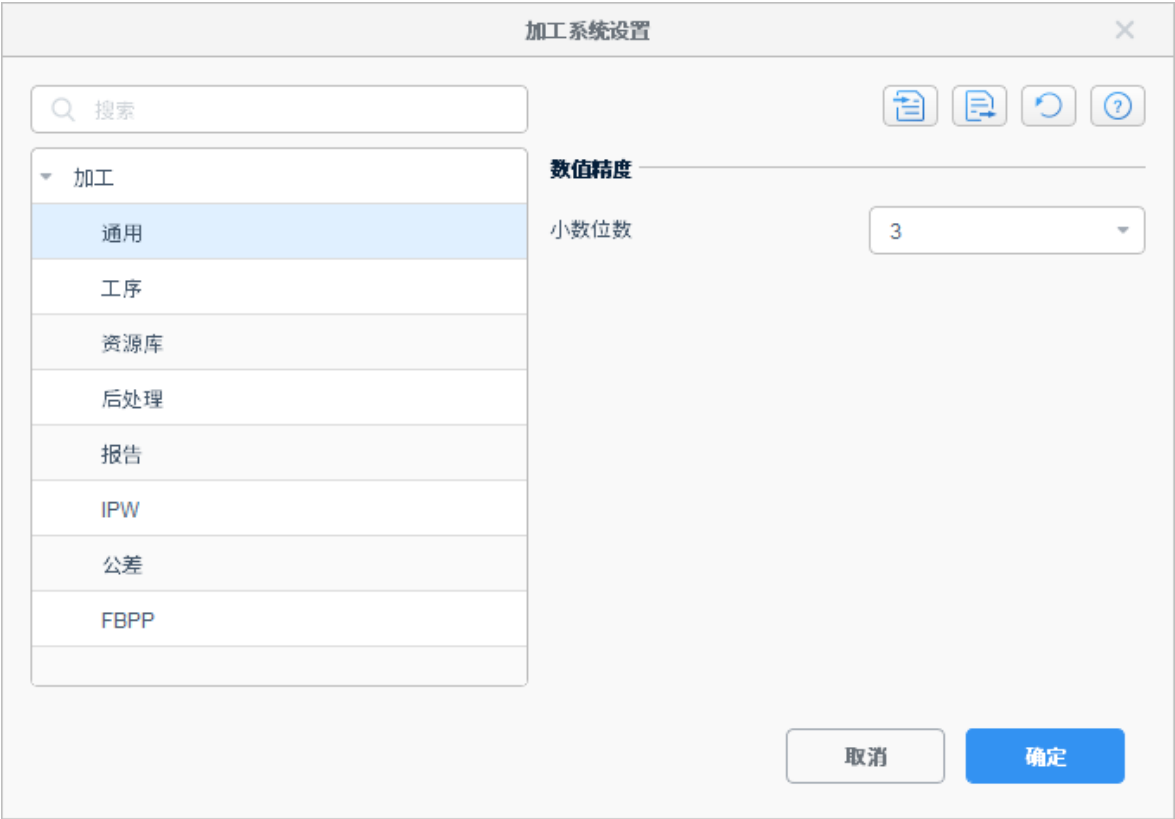 加工系统设置
搜索
加工
通用
工序
资源库
后处理
报告
IPW
公差
FBPP
数值精度
小数位数
3
取消
确定